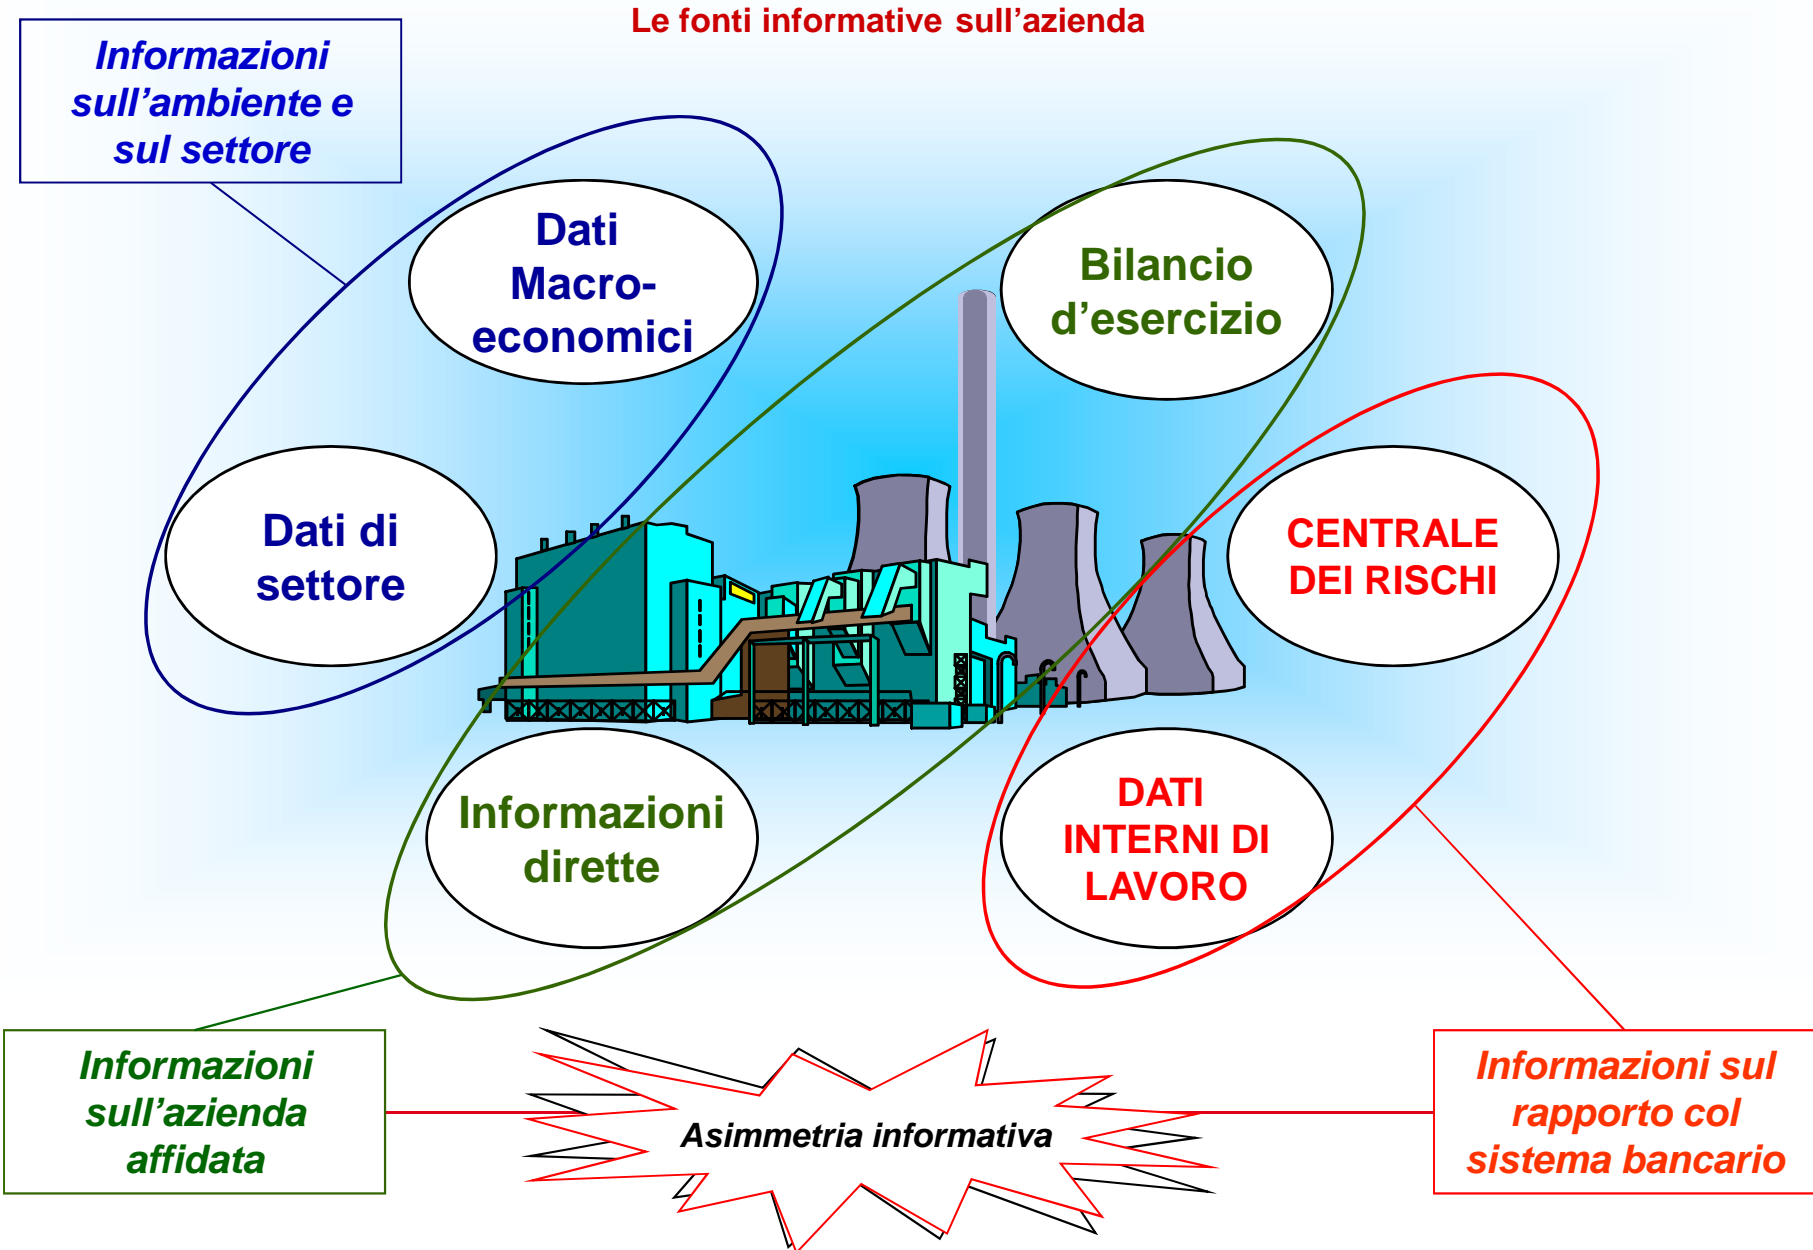 Le fonti informative sull’azienda
Informazioni
sull’ambiente e
sul settore
Dati
Macro-
economici
Bilancio
d’esercizio
Dati di
settore
CENTRALE
DEI RISCHI
Informazioni
dirette
DATI
INTERNI DI
LAVORO
Informazioni
sull’azienda
affidata
Asimmetria informativa
Informazioni sul
rapporto col
sistema bancario